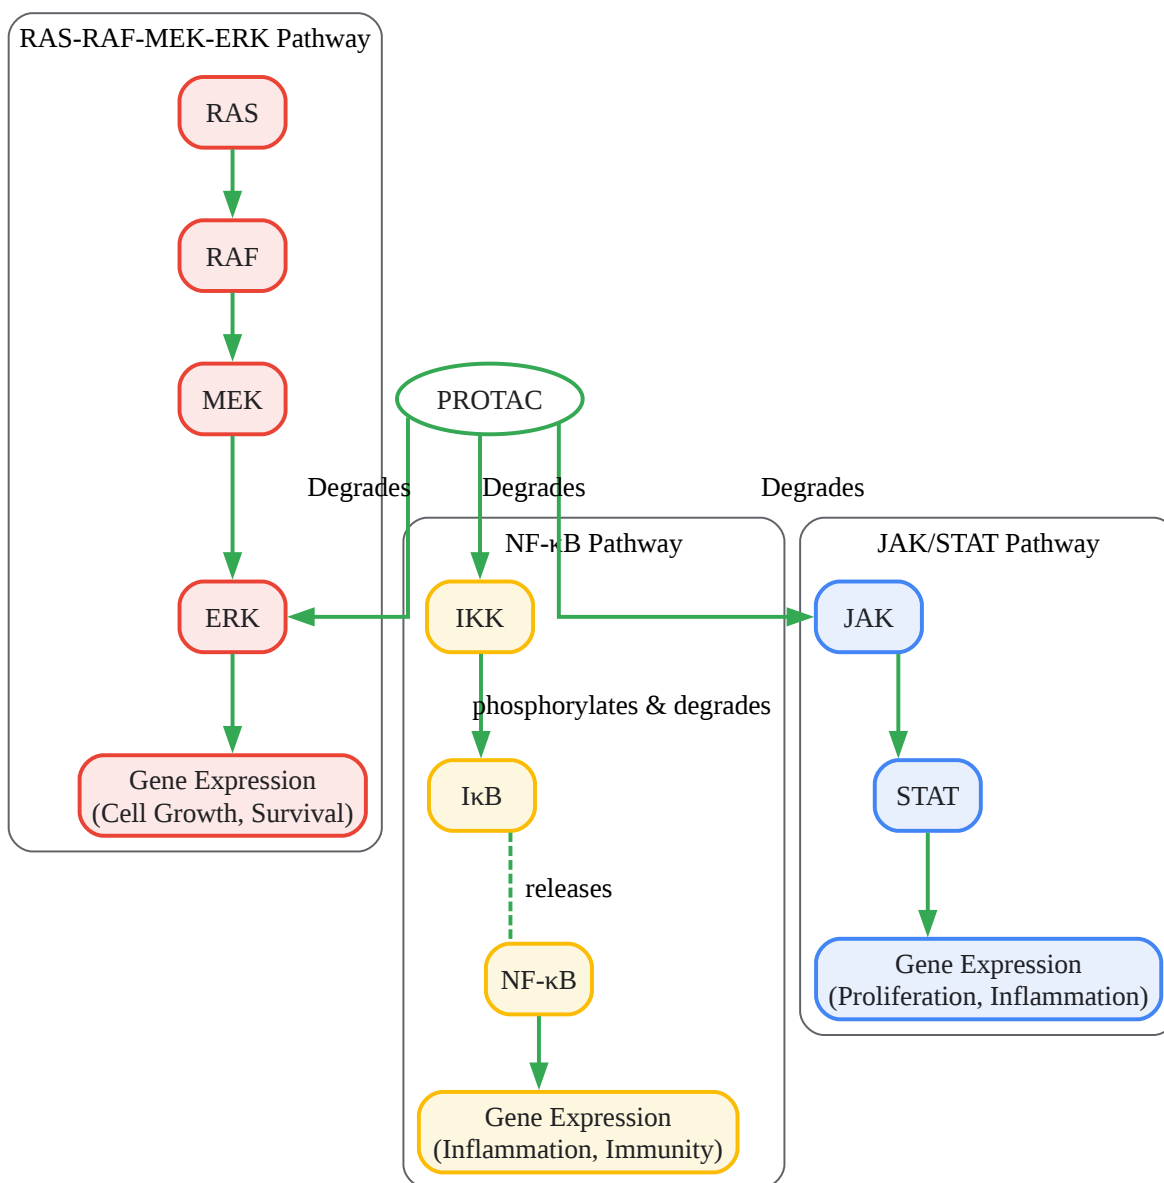 RAS-RAF-MEK-ERK Pathway
RAS
RAF
MEK
PROTAC
Degrades
Degrades
Degrades
NF-κB Pathway
JAK/STAT Pathway
ERK
IKK
JAK
phosphorylates & degrades
Gene Expression
(Cell Growth, Survival)
IκB
STAT
releases
NF-κB
Gene Expression
(Proliferation, Inflammation)
Gene Expression
(Inflammation, Immunity)